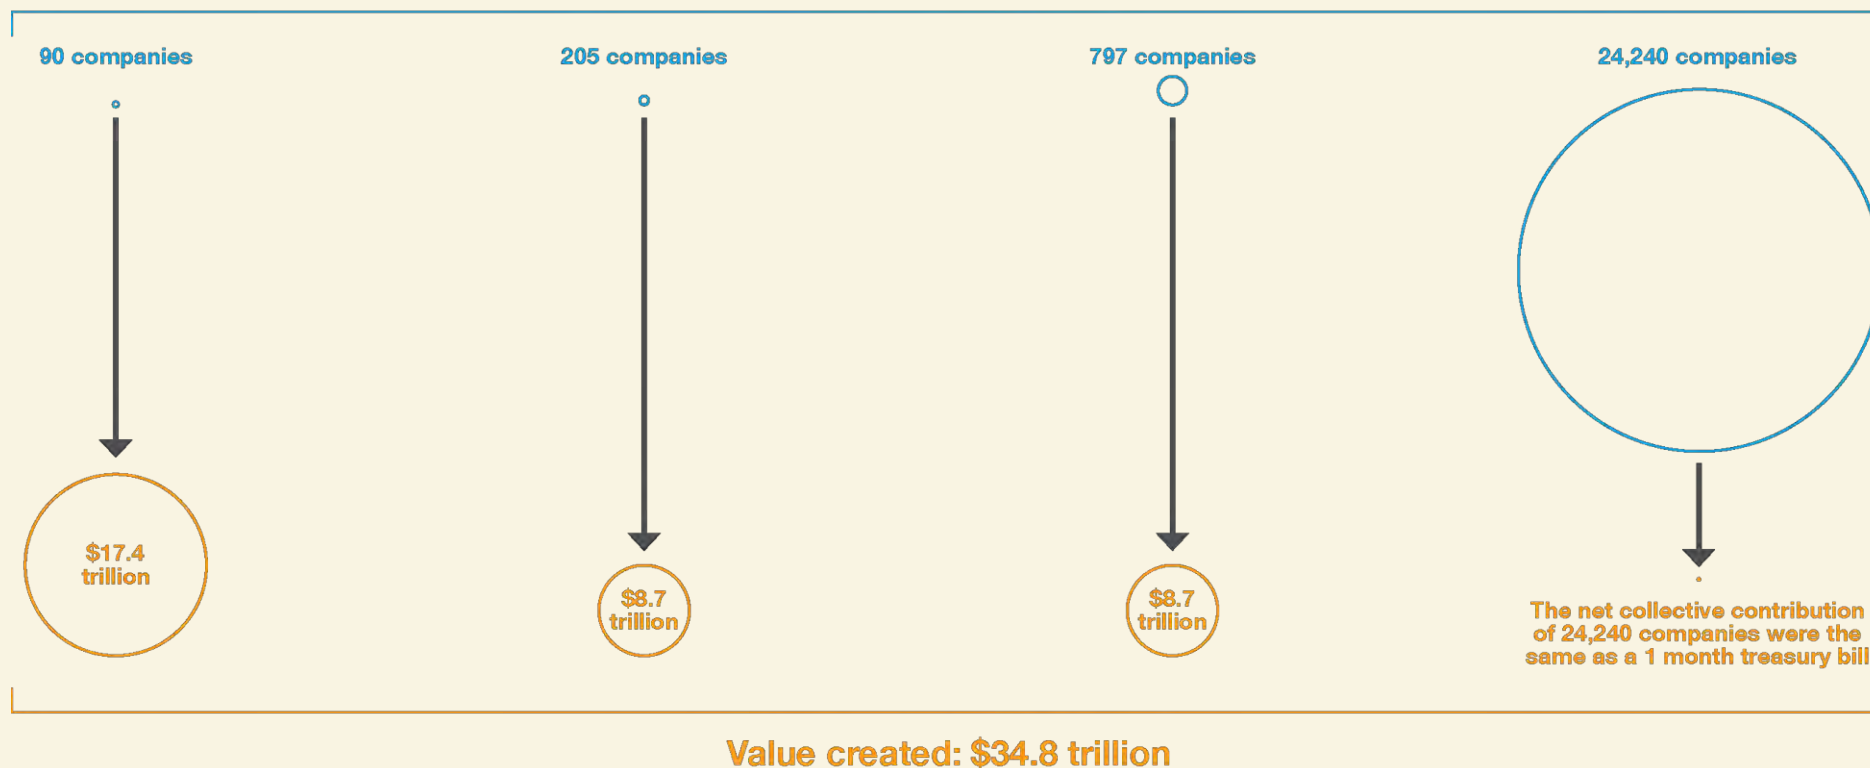 90 companies
205 companies
797 companies
24,240 companies
$17.4
trillion
$8.7
trillion
$8.7
trillion
The net collective contribution
of 24,240 companies were the
same as a 1 month treasury bill
Value created: $34.8 trillion